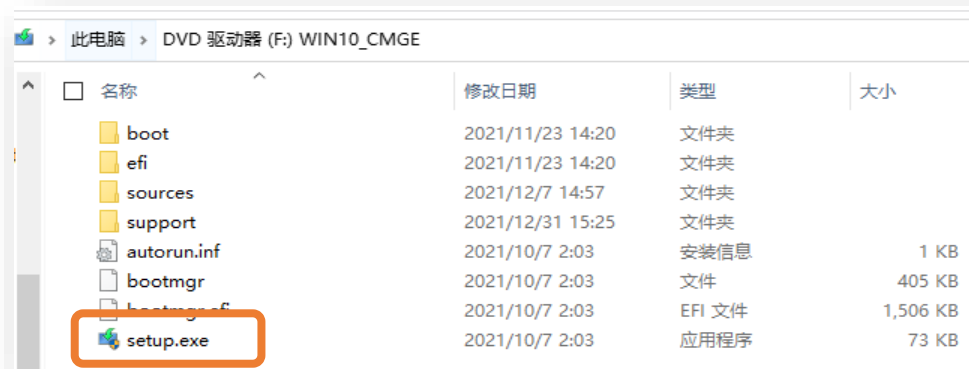 此电脑 > DVD 驱动器 (F:) WIN10_CMGE
名称 修改日期 类型 大小
boot 2021/11/23 14:20 文件夹
efi 2021/11/23 14:20 文件夹
sources 2021/12/7 14:57 文件夹
support 2021/12/31 15:25 文件夹
autorun.inf 2021/10/7 2:03 安装信息 1 KB
bootmgr 2021/10/7 2:03 文件 405 KB
bootmgr.efi 2021/10/7 2:03 EFI 文件 1,506 KB
setup.exe 2021/10/7 2:03 应用程序 73 KB